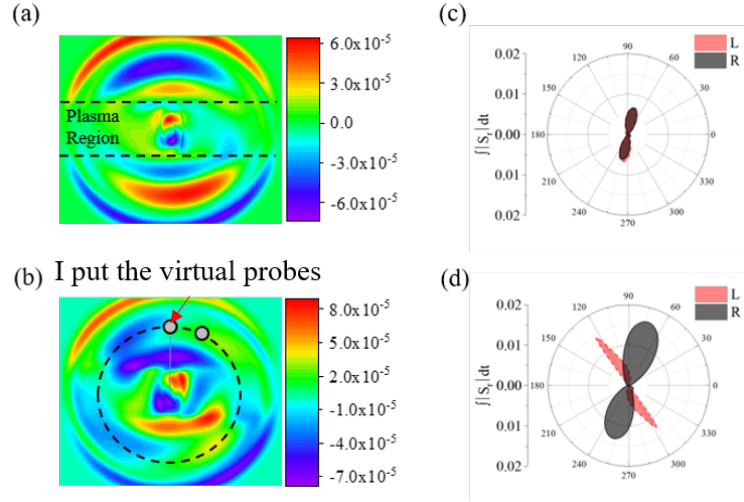 (a)
6.0x10⁻⁵
3.0x10⁻⁵
0.0
-3.0x10⁻⁵
-6.0x10⁻⁵
Plasma
Region
(c)
L
R
0.02
0.01
0.00
0.01
0.02
∫|Sᵣ|dt
90
60
30
0
330
300
270
240
210
180
150
120
(b) I put the virtual probes
8.0x10⁻⁵
5.0x10⁻⁵
2.0x10⁻⁵
-1.0x10⁻⁵
-4.0x10⁻⁵
-7.0x10⁻⁵
(d)
L
R
0.02
0.01
0.00
0.01
0.02
∫|Sᵣ|dt
90
60
30
0
330
300
270
240
210
180
150
120